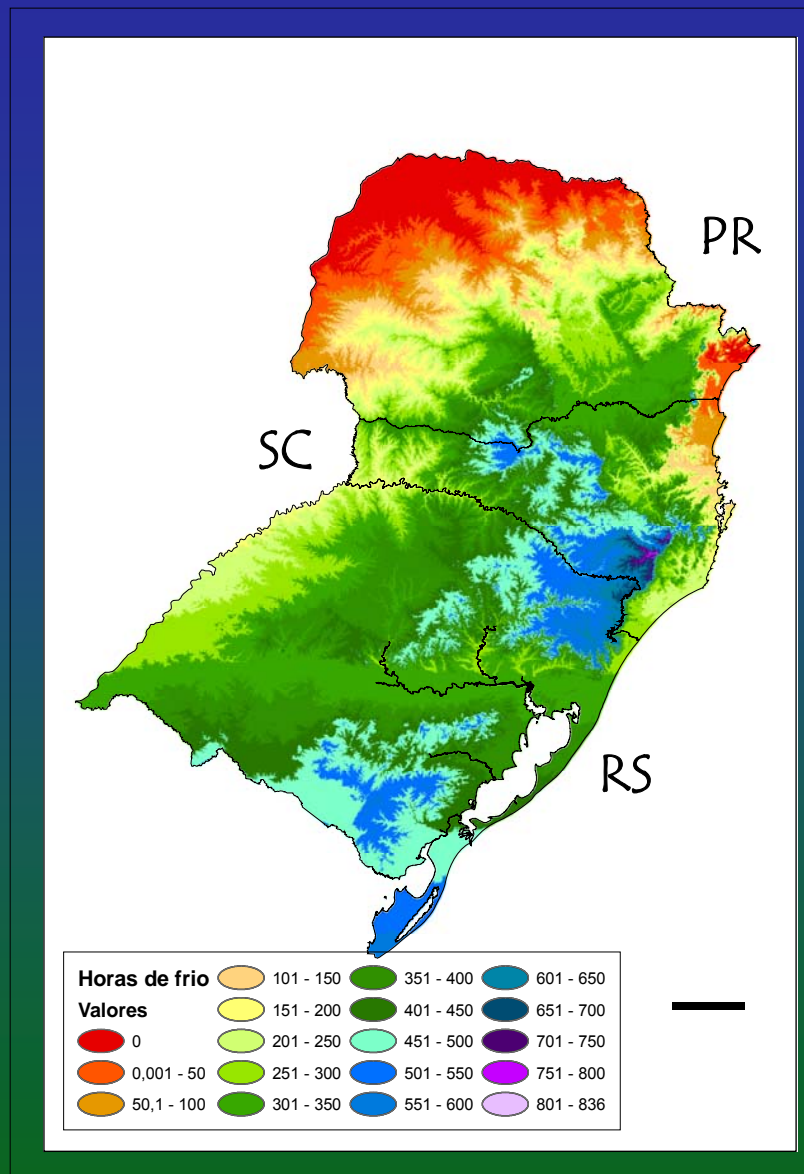 PR
SC
RS
Horas de frio
Valores
0
0,001 - 50
50,1 - 100
101 - 150
151 - 200
201 - 250
251 - 300
301 - 350
351 - 400
401 - 450
451 - 500
501 - 550
551 - 600
601 - 650
651 - 700
701 - 750
751 - 800
801 - 836